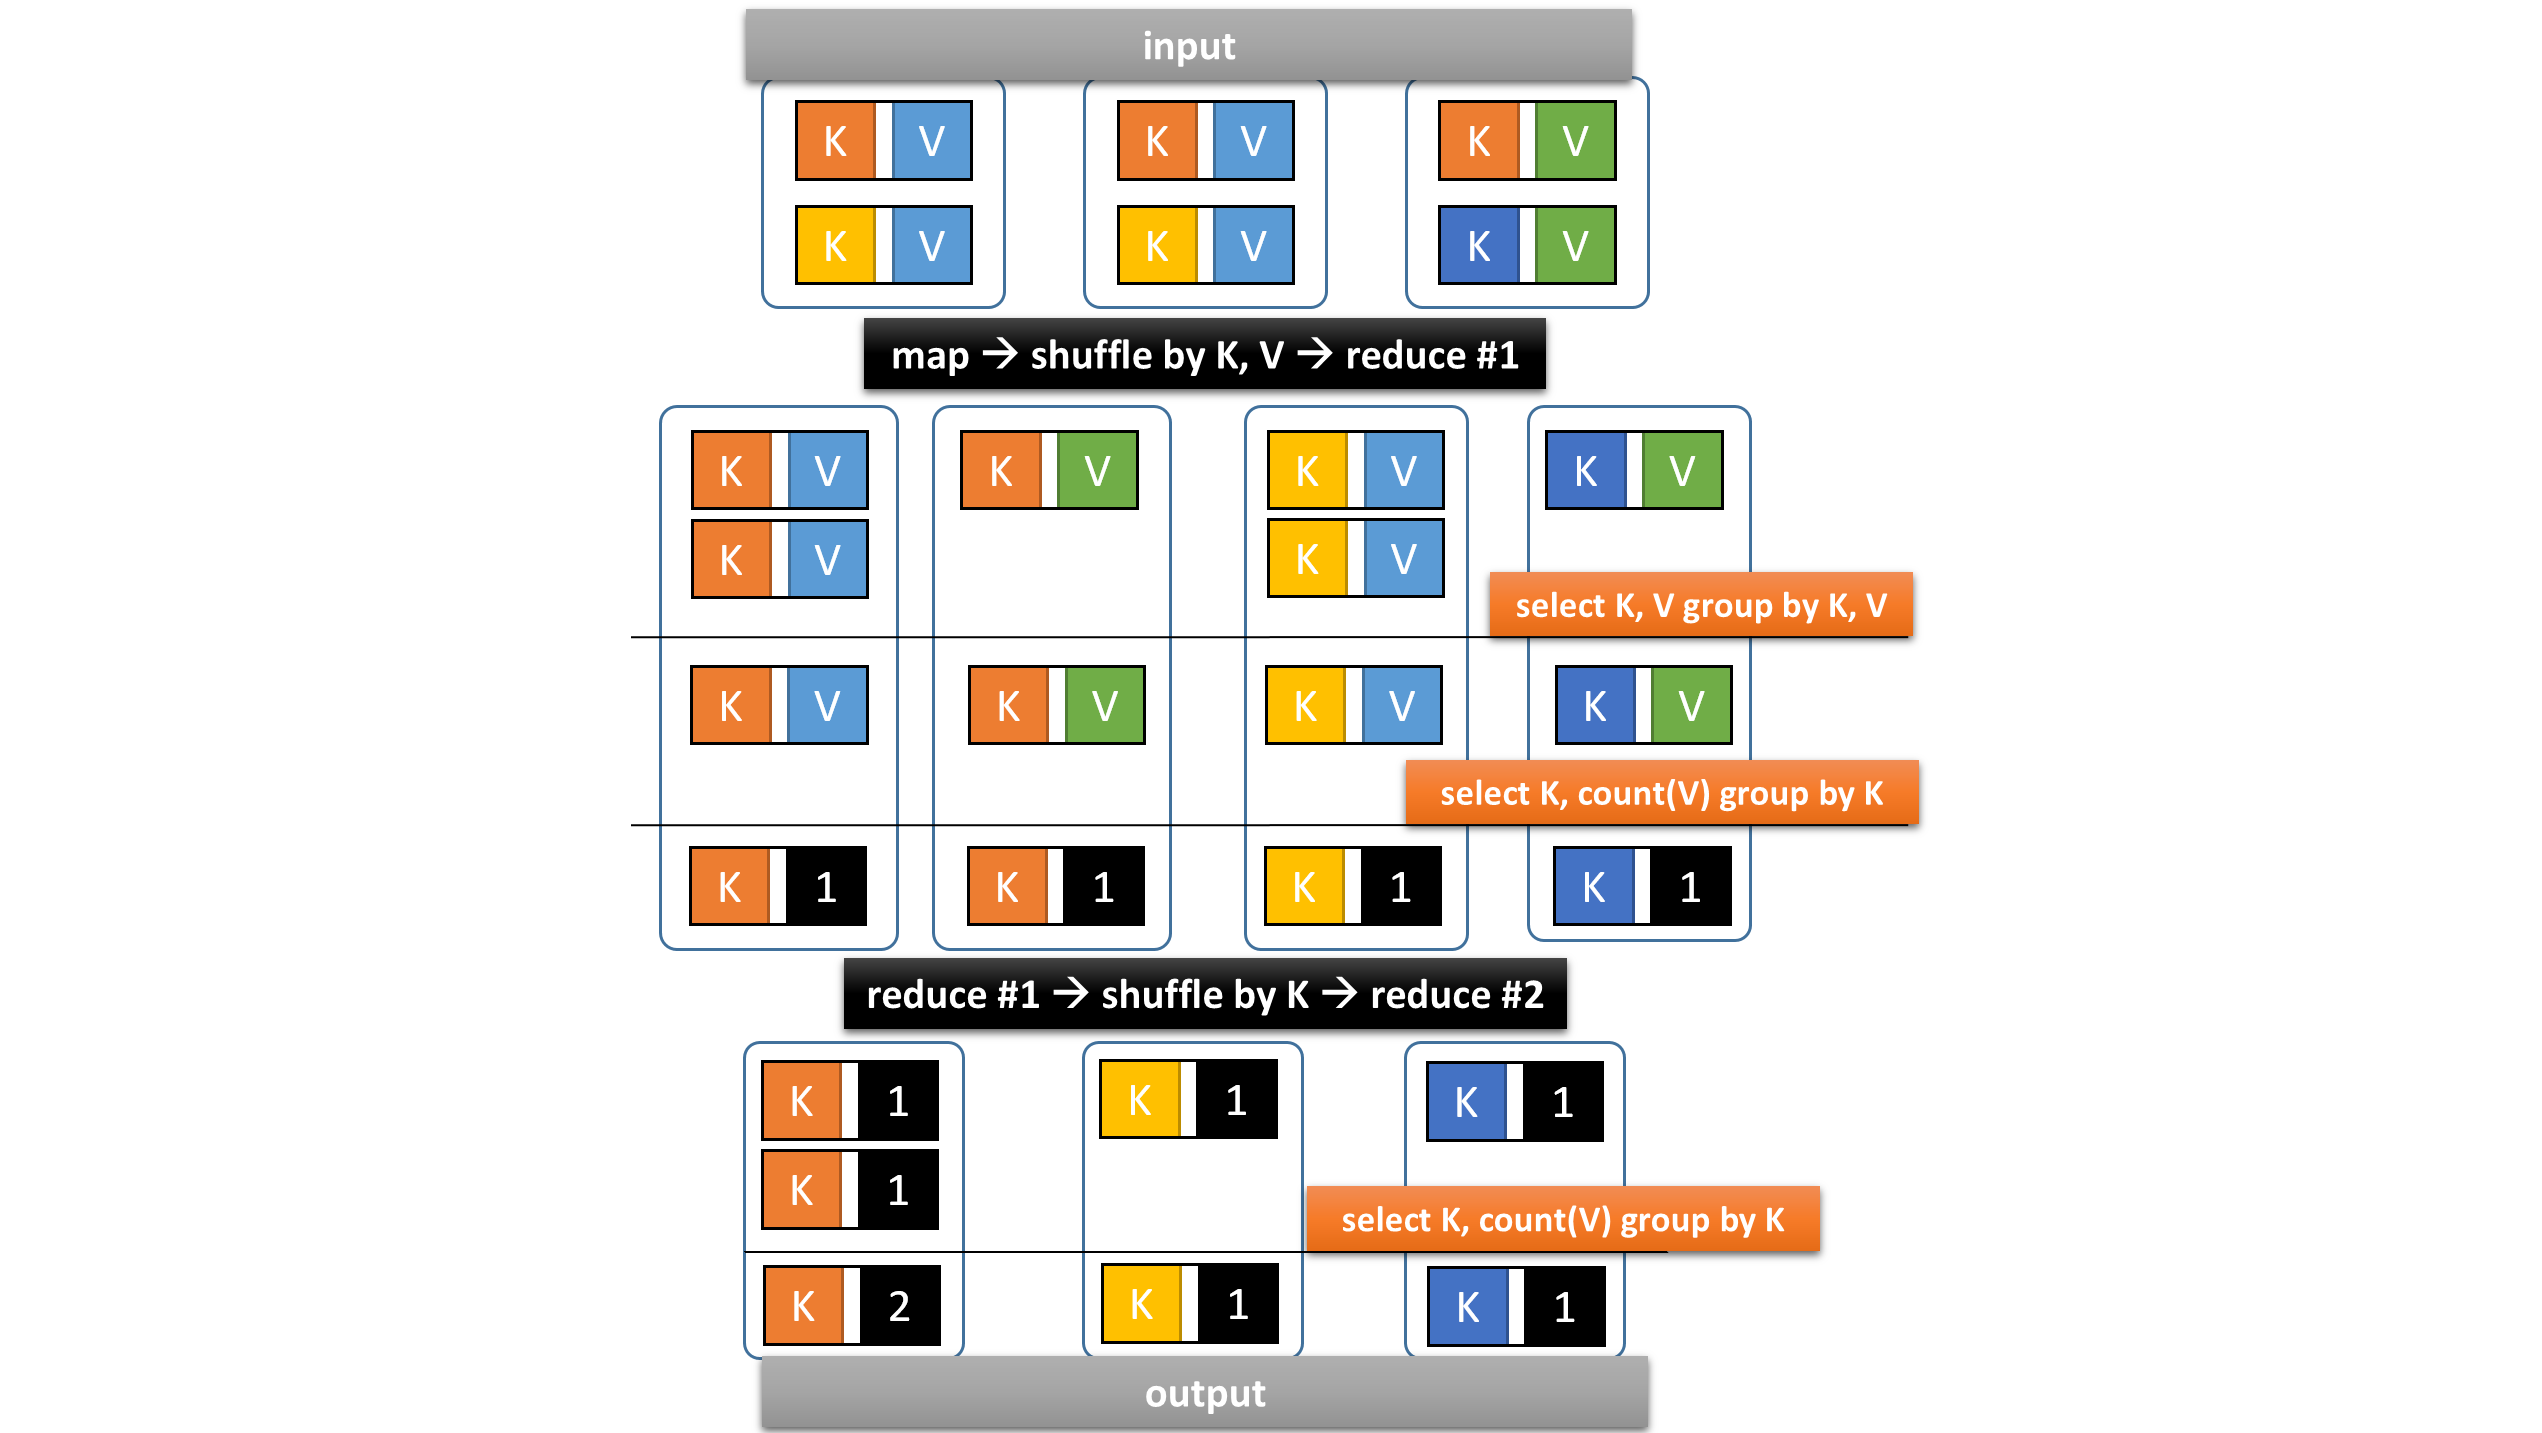 input
K V K V K V
K V K V K V
map → shuffle by K, V → reduce #1
K V K V K V K V
K V K V
select K, V group by K, V
K V K V K V K V
select K, count(V) group by K
K 1 K 1 K 1 K 1
reduce #1 → shuffle by K → reduce #2
K 1 K 1 K 1
K 1
select K, count(V) group by K
K 2 K 1 K 1
output